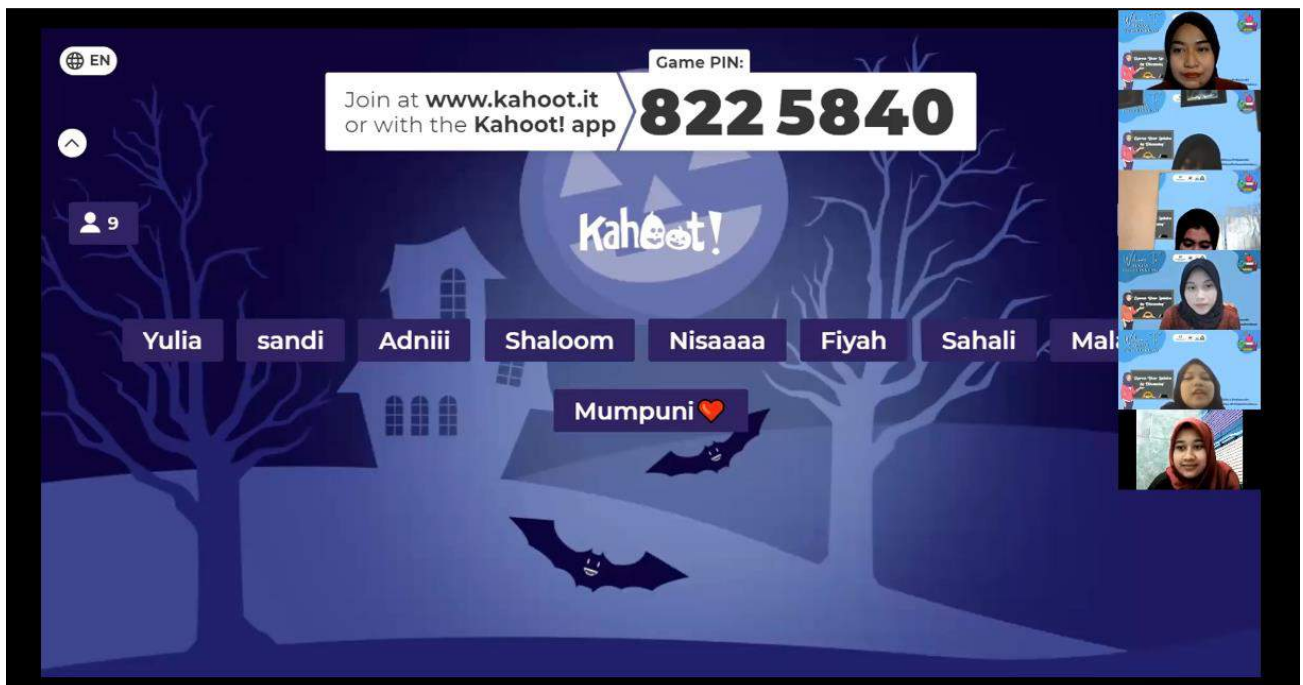 EN
Game PIN:
Join at www.kahoot.it
or with the Kahoot! app
822 5840
9
Kahoot!
Yulia sandi Adniii Shaloom Nisaaaa Fiyah Sahali
Mumpuni❤️